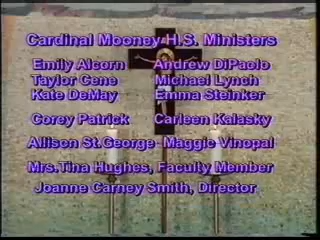 Cardinal Mooney H.S. Ministers
Emily Alcorn Andrew DiPaolo
Taylor Cene Michael Lynch
Kate DeMay Emma Steinker
Corey Patrick Carleen Kalasky
Allison St.George Maggie Vinopal
Mrs.Tina Hughes, Faculty Member
Joanne Carney Smith, Director